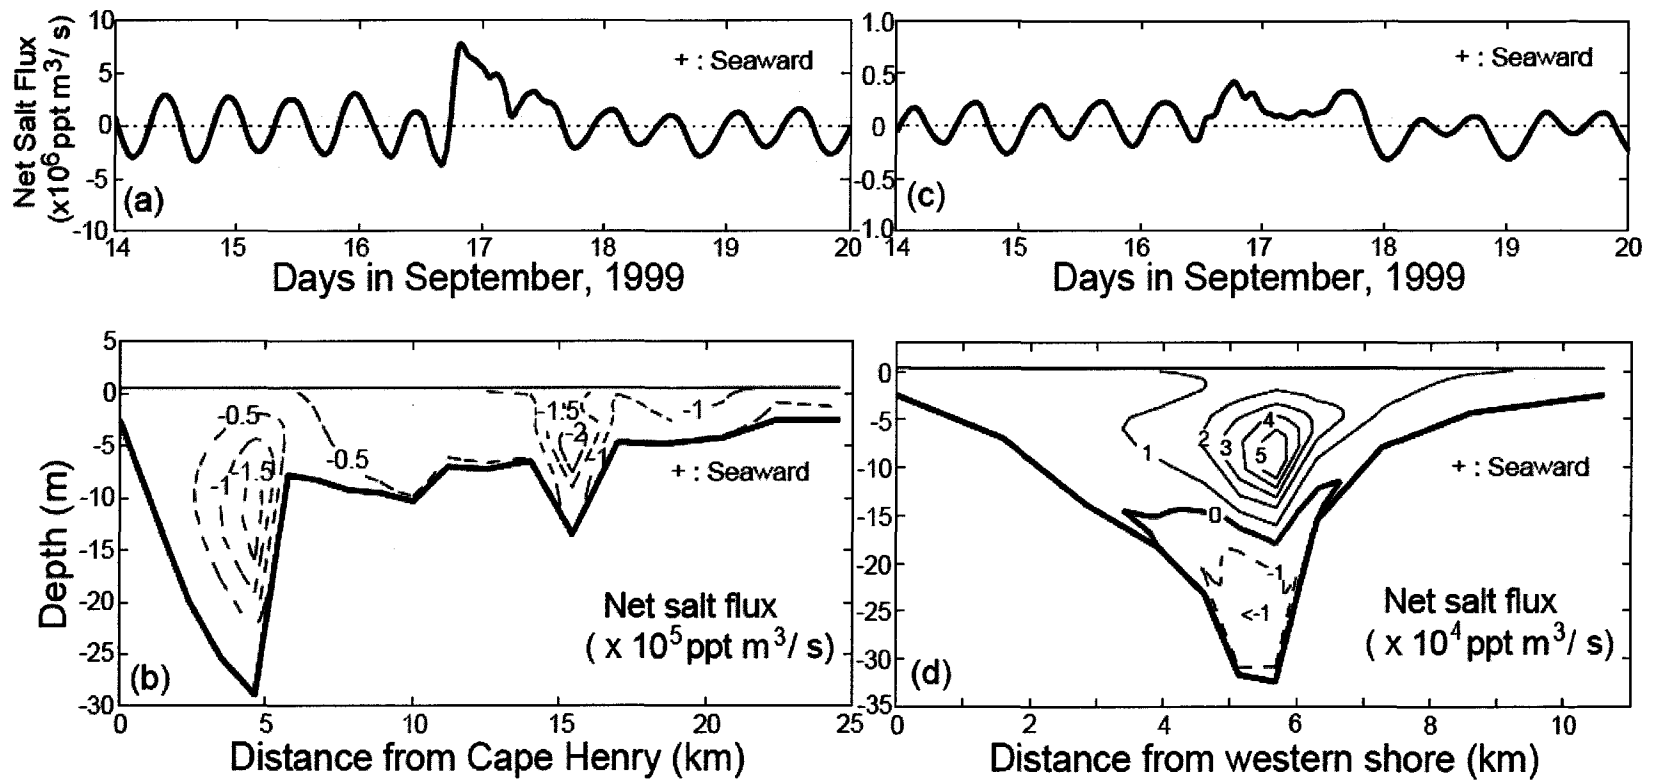 Net Salt Flux
(x10⁶ppt m³/ s)
10
5
0
-5
-10
+ : Seaward
(a)
14 15 16 17 18 19 20
Days in September, 1999
1.0
0.5
0
-0.5
-1.0
+ : Seaward
(c)
14 15 16 17 18 19 20
Days in September, 1999
Depth (m)
5
0
-5
-10
-15
-20
-25
-30
-0.5
-1
-1.5
-0.5
-1.5
-2
-1
-1
+ : Seaward
Net salt flux
( x 10⁵ppt m³/ s)
(b)
0 5 10 15 20 25
Distance from Cape Henry (km)
0
-5
-10
-15
-20
-25
-30
-35
1
2
3
4
5
0
-1
<-1
+ : Seaward
Net salt flux
( x 10⁴ppt m³/ s)
(d)
0 2 4 6 8 10
Distance from western shore (km)